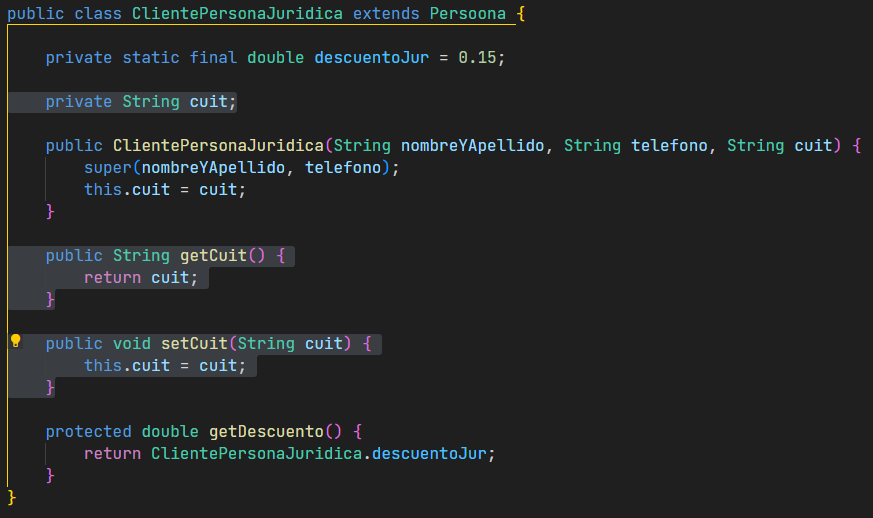 public class ClientePersonaJuridica extends Persoona {
private static final double descuentoJur = 0.15;
private String cuit;
public ClientePersonaJuridica(String nombreYApellido, String telefono, String cuit) {
super(nombreYApellido, telefono);
this.cuit = cuit;
}
public String getCuit() {
return cuit;
}
public void setCuit(String cuit) {
this.cuit = cuit;
}
protected double getDescuento() {
return ClientePersonaJuridica.descuentoJur;
}
}